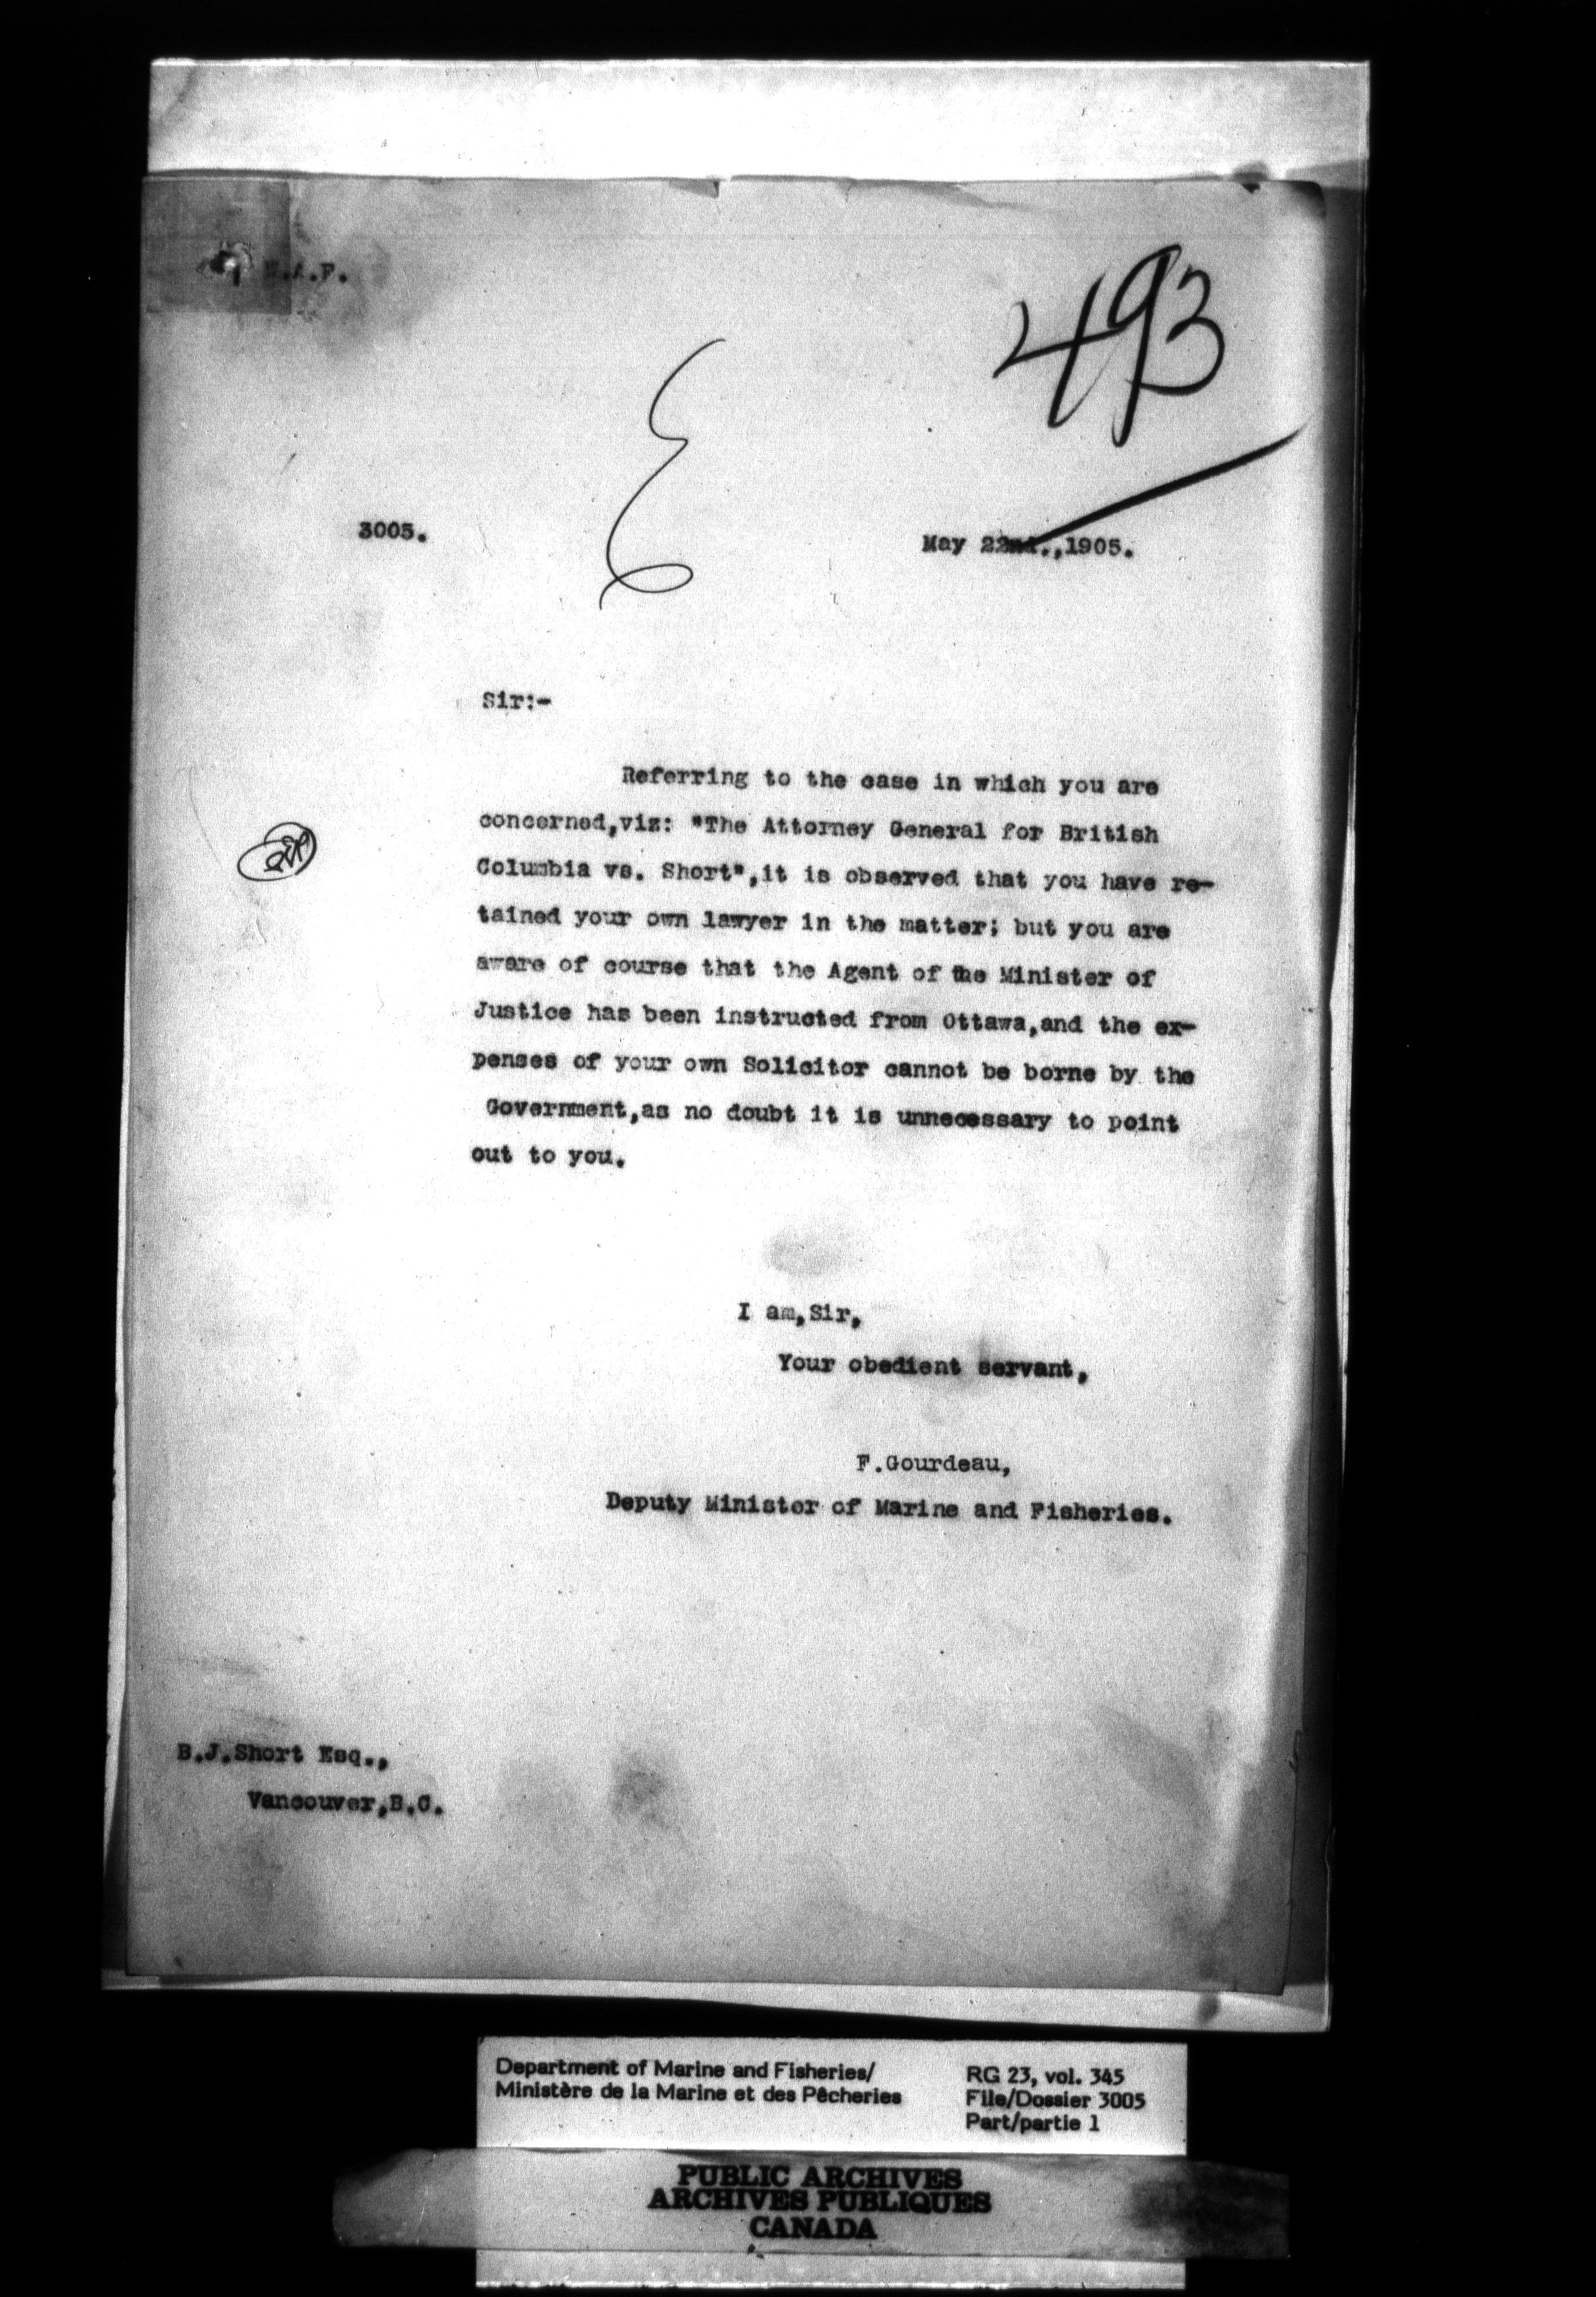 493
3005.
May 22nd.,1905.
Sir:-
Referring to the case in which you are
concerned,viz: "The Attorney General for British
Columbia vs. Short",it is observed that you have re-
tained your own lawyer in the matter; but you are
aware of course that the Agent of the Minister of
Justice has been instructed from Ottawa,and the ex-
penses of your own Solicitor cannot be borne by the
Government,as no doubt it is unnecessary to point
out to you.
I am,Sir,
Your obedient servant,
F.Gourdeau,
Deputy Minister of Marine and Fisheries.
B.J.Short Esq.,
Vancouver,B.C.
Department of Marine and Fisheries/
Ministère de la Marine et des Pêcheries
RG 23, vol. 345
File/Dossier 3005
Part/partie 1
PUBLIC ARCHIVES
ARCHIVES PUBLIQUES
CANADA